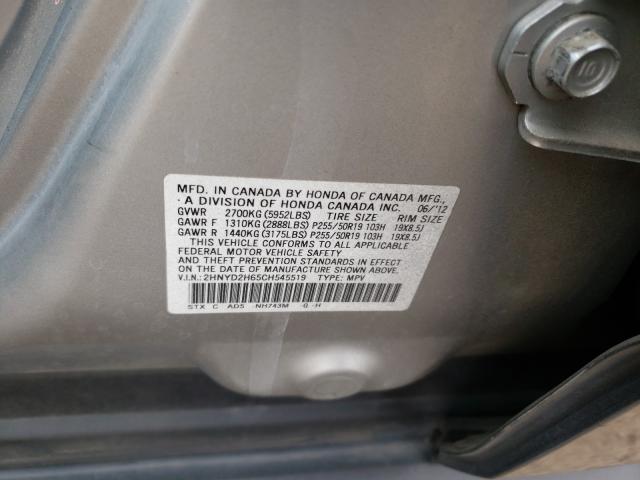 MFD. IN CANADA BY HONDA OF CANADA MFG.,
· A DIVISION OF HONDA CANADA INC. 06/'12
GVWR 2700KG(5952LBS) TIRE SIZE RIM SIZE
GAWR F 1310KG(2888LBS) P255/50R19 103H 19X8.5J
GAWR R 1440KG(3175LBS) P255/50R19 103H 19X8.5J
THIS VEHICLE CONFORMS TO ALL APPLICABLE
FEDERAL MOTOR VEHICLE SAFETY, BUMPER,
AND THEFT PREVENTION STANDARDS IN EFFECT
ON THE DATE OF MANUFACTURE SHOWN ABOVE.
V.I.N.: 2HNYD2H65CH545519 TYPE: MPV
STX C AD5 NH743M -G -H